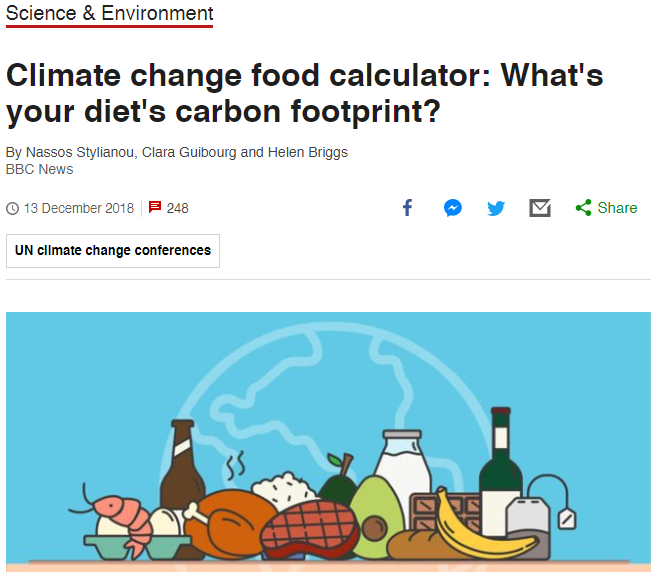 Science & Environment
Climate change food calculator: What's
your diet's carbon footprint?
By Nassos Stylianou, Clara Guibourg and Helen Briggs
BBC News
13 December 2018 248
Share
UN climate change conferences